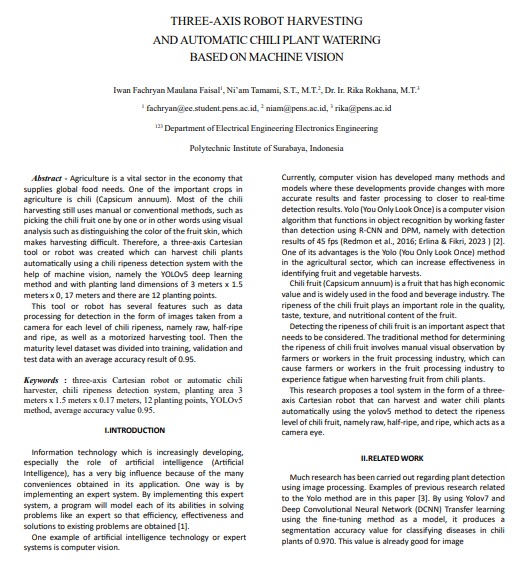 THREE-AXIS ROBOT HARVESTING
AND AUTOMATIC CHILI PLANT WATERING
BASED ON MACHINE VISION
Iwan Fachryan Maulana Faisal¹, Ni'am Tamami, S.T., M.T.², Dr. Ir. Rika Rokhana, M.T.³
¹ fachryan@ee.student.pens.ac.id, ² niam@pens.ac.id, ³ rika@pens.ac.id
¹²³ Department of Electrical Engineering Electronics Engineering
Polytechnic Institute of Surabaya, Indonesia
Abstract - Agriculture is a vital sector in the economy that
supplies global food needs. One of the important crops in
agriculture is chili (Capsicum annuum). Most of the chili
harvesting still uses manual or conventional methods, such as
picking the chili fruit one by one or in other words using visual
analysis such as distinguishing the color of the fruit skin, which
makes harvesting difficult. Therefore, a three-axis Cartesian
tool or robot was created which can harvest chili plants
automatically using a chili ripeness detection system with the
help of machine vision, namely the YOLOv5 deep learning
method and with planting land dimensions of 3 meters x 1.5
meters x 0, 17 meters and there are 12 planting points.
This tool or robot has several features such as data
processing for detection in the form of images taken from a
camera for each level of chili ripeness, namely raw, half-ripe
and ripe, as well as a motorized harvesting tool. Then the
maturity level dataset was divided into training, validation and
test data with an average accuracy result of 0.95.
Keywords : three-axis Cartesian robot or automatic chili
harvester, chili ripeness detection system, planting area 3
meters x 1.5 meters x 0.17 meters, 12 planting points, YOLOv5
method, average accuracy value 0.95.
I.INTRODUCTION
Information technology which is increasingly developing,
especially the role of artificial intelligence (Artificial
Intelligence), has a very big influence because of the many
conveniences obtained in its application. One way is by
implementing an expert system. By implementing this expert
system, a program will model each of its abilities in solving
problems like an expert so that efficiency, effectiveness and
solutions to existing problems are obtained [1].
One example of artificial intelligence technology or expert
systems is computer vision.
Currently, computer vision has developed many methods and
models where these developments provide changes with more
accurate results and faster processing to closer to real-time
detection results. Yolo (You Only Look Once) is a computer vision
algorithm that functions in object recognition by working faster
than detection using R-CNN and DPM, namely with detection
results of 45 fps (Redmon et al., 2016; Erlina & Fikri, 2023 ) [2].
One of its advantages is the Yolo (You Only Look Once) method
in the agricultural sector, which can increase effectiveness in
identifying fruit and vegetable harvests.
Chili fruit (Capsicum annuum) is a fruit that has high economic
value and is widely used in the food and beverage industry. The
ripeness of the chili fruit plays an important role in the quality,
taste, texture, and nutritional content of the fruit.
Detecting the ripeness of chili fruit is an important aspect that
needs to be considered. The traditional method for determining
the ripeness of chili fruit involves manual visual observation by
farmers or workers in the fruit processing industry, which can
cause farmers or workers in the fruit processing industry to
experience fatigue when harvesting fruit from chili plants.
This research proposes a tool system in the form of a three-
axis Cartesian robot that can harvest and water chili plants
automatically using the yolov5 method to detect the ripeness
level of chili fruit, namely raw, half-ripe, and ripe, which acts as a
camera eye.
II.RELATED WORK
Much research has been carried out regarding plant detection
using image processing. Examples of previous research related
to the Yolo method are in this paper [3]. By using Yolov7 and
Deep Convolutional Neural Network (DCNN) Transfer learning
using the fine-tuning method as a model, it produces a
segmentation accuracy value for classifying diseases in chili
plants of 0.970. This value is already good for image